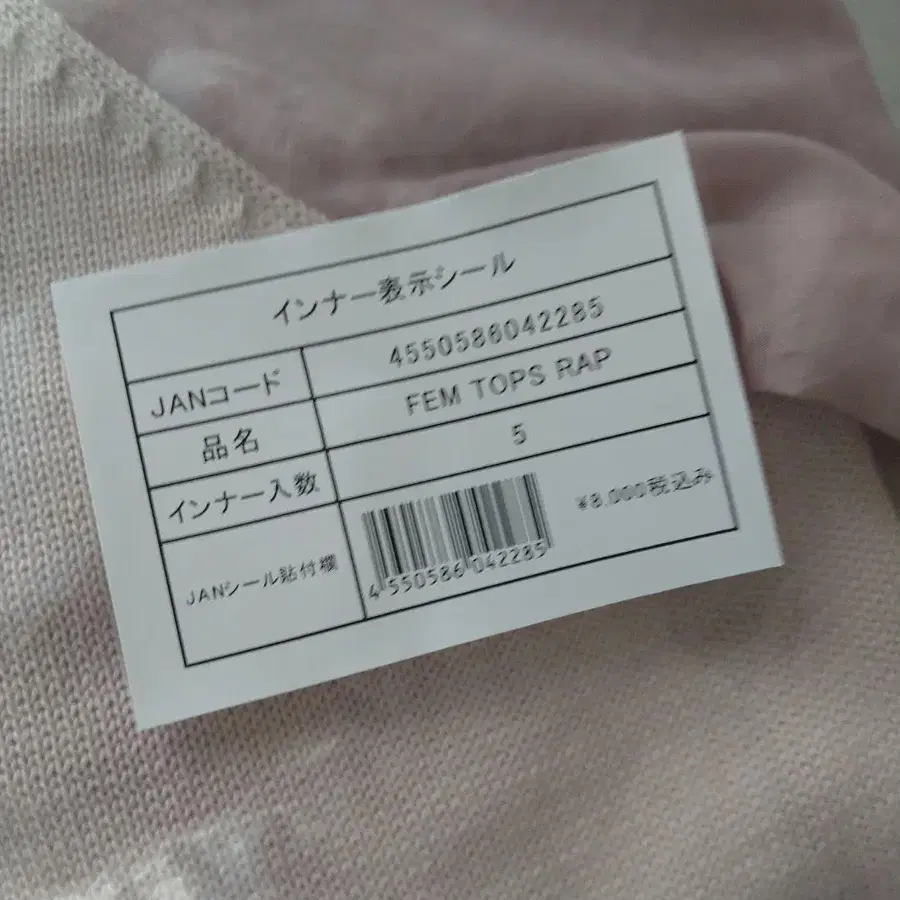 インナー表示シール
JANコード 4550586042285
品名 FEM TOPS RAP
インナー入数 5
JANシール貼付欄 ¥8,000税込み
4 550586 042285